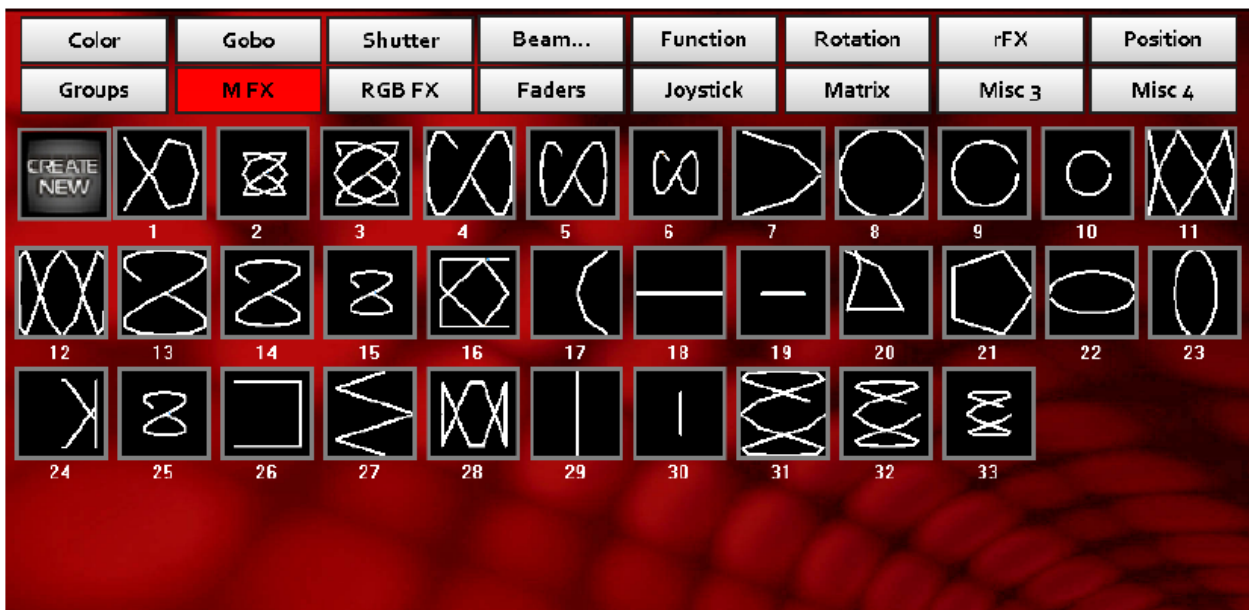 Color Gobo Shutter Beam... Function Rotation rFX Position
Groups M FX RGB FX Faders Joystick Matrix Misc 3 Misc 4
CREATE
NEW
1 2 3 4 5 6 7 8 9 10 11
12 13 14 15 16 17 18 19 20 21 22 23
24 25 26 27 28 29 30 31 32 33